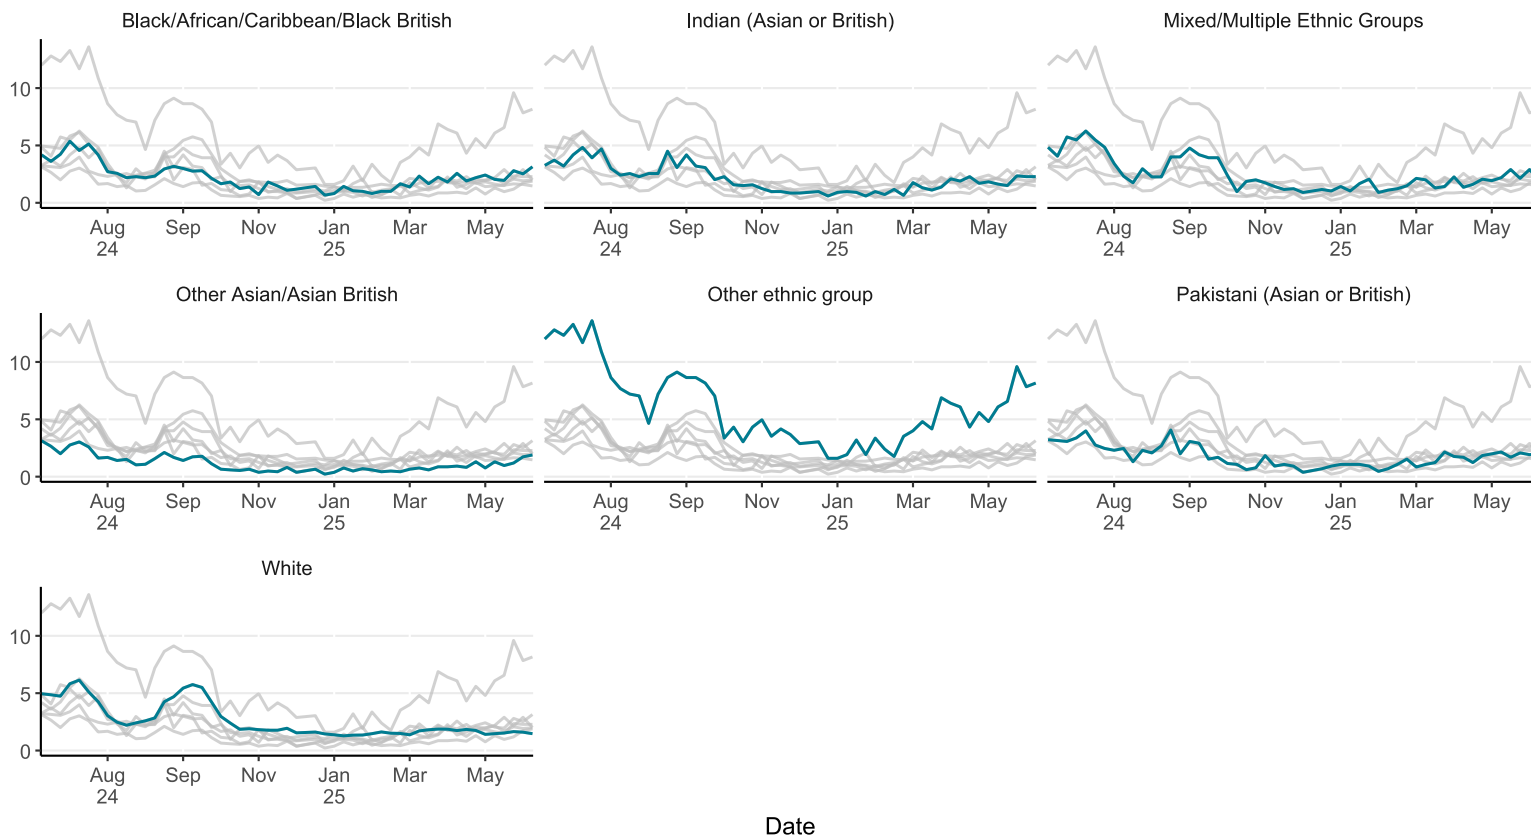 Black/African/Caribbean/Black British Indian (Asian or British) Mixed/Multiple Ethnic Groups
10
5
0
Aug Sep Nov Jan Mar May Aug Sep Nov Jan Mar May Aug Sep Nov Jan Mar May
24 25 24 25 24 25
Other Asian/Asian British Other ethnic group Pakistani (Asian or British)
10
5
0
Aug Sep Nov Jan Mar May Aug Sep Nov Jan Mar May Aug Sep Nov Jan Mar May
24 25 24 25 24 25
White
10
5
0
Aug Sep Nov Jan Mar May
24 25
Date